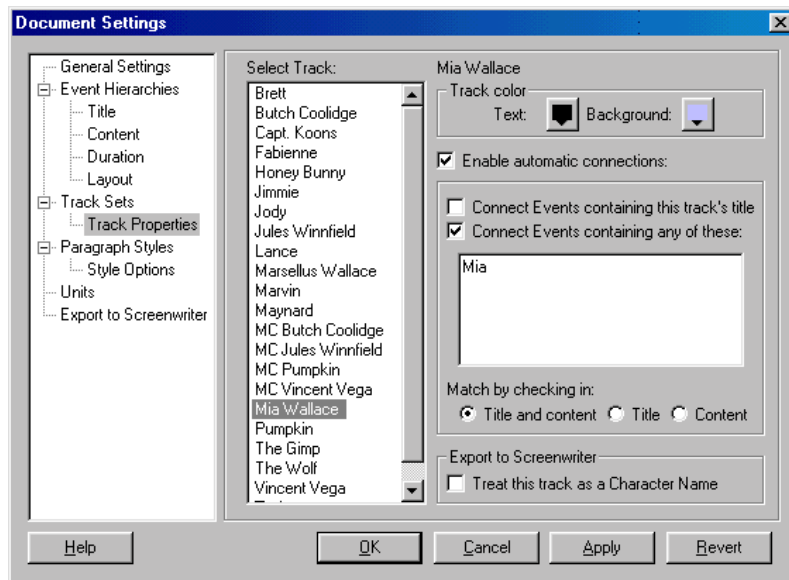 Document Settings
General Settings
Event Hierarchies
Title
Content
Duration
Layout
Track Sets
Track Properties
Paragraph Styles
Style Options
Units
Export to Screenwriter
Select Track:
Brett
Butch Coolidge
Capt. Koons
Fabienne
Honey Bunny
Jimmie
Jody
Jules Winnfield
Lance
Marsellus Wallace
Marvin
Maynard
MC Butch Coolidge
MC Jules Winnfield
MC Pumpkin
MC Vincent Vega
Mia Wallace
Pumpkin
The Gimp
The Wolf
Vincent Vega
Mia Wallace
Track color
Text: Background:
Enable automatic connections:
Connect Events containing this track's title
Connect Events containing any of these:
Mia
Match by checking in:
Title and content Title Content
Export to Screenwriter
Treat this track as a Character Name
Help OK Cancel Apply Revert